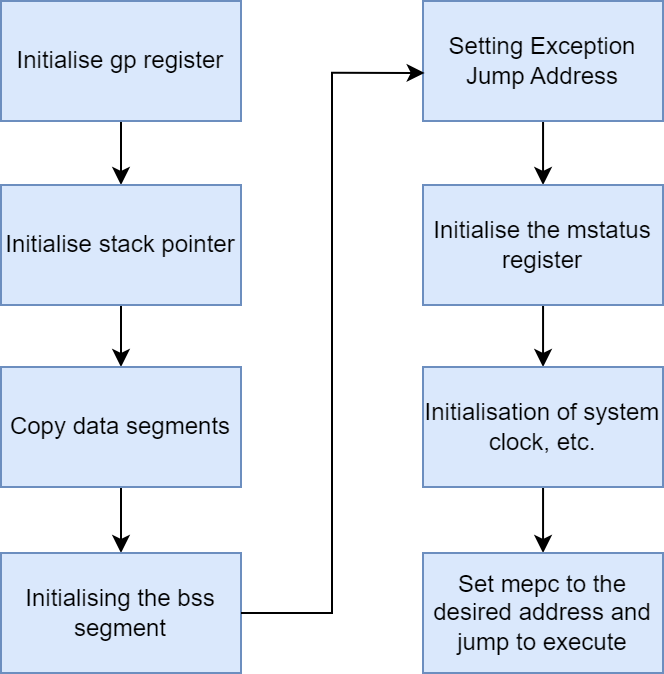 Initialise gp register
Initialise stack pointer
Copy data segments
Initialising the bss
segment
Setting Exception
Jump Address
Initialise the mstatus
register
Initialisation of system
clock, etc.
Set mepc to the
desired address and
jump to execute